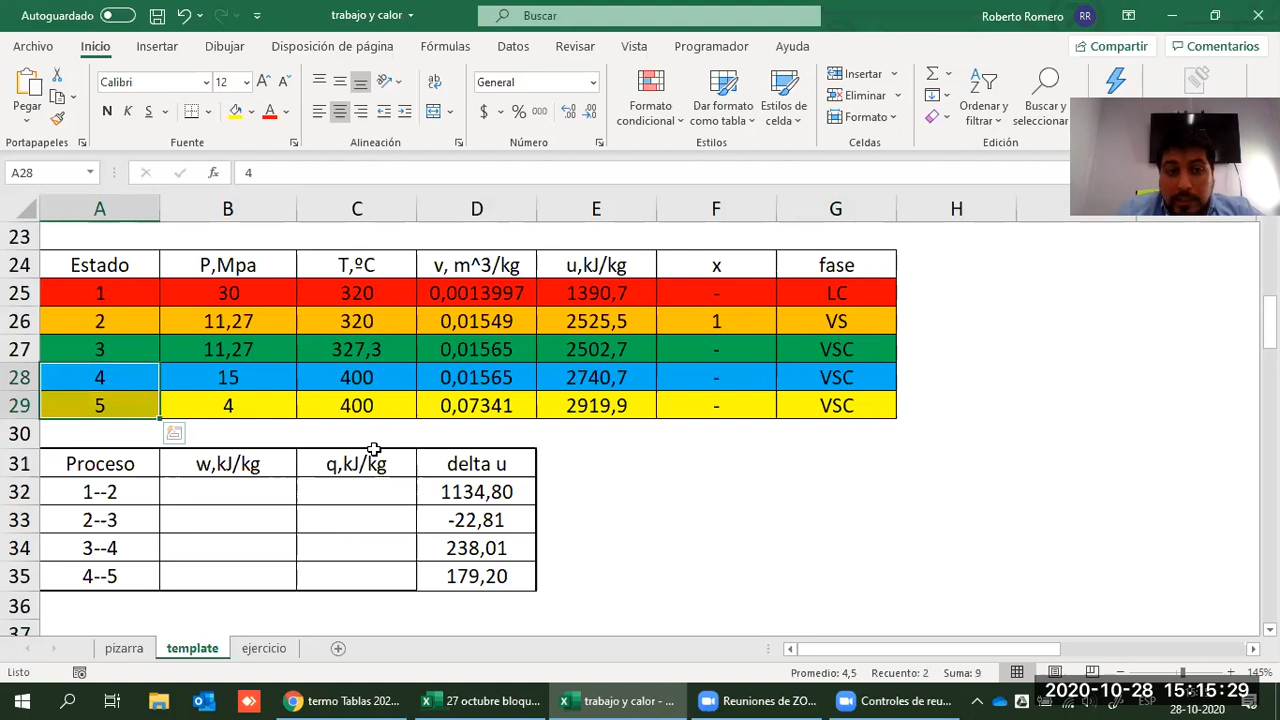 Autoguardado
trabajo y calor
Buscar
Roberto Romero
RR
Archivo Inicio Insertar Dibujar Disposición de página Fórmulas Datos Revisar Vista Programador Ayuda
Compartir
Comentarios
Pegar
Calibri
12
N K S
General
Formato condicional
Dar formato como tabla
Estilos de celda
Insertar
Eliminar
Formato
Ordenar y filtrar
Buscar y seleccionar
Portapapeles
Fuente
Alineación
Número
Estilos
Celdas
Edición
A28
fx
4
A B C D E F G H
23
24 Estado P,Mpa T,ºC v, m^3/kg u,kJ/kg x fase
25 1 30 320 0,0013997 1390,7 - LC
26 2 11,27 320 0,01549 2525,5 1 VS
27 3 11,27 327,3 0,01565 2502,7 - VSC
28 4 15 400 0,01565 2740,7 - VSC
29 5 4 400 0,07341 2919,9 - VSC
30
31 Proceso w,kJ/kg q,kJ/kg delta u
32 1--2 1134,80
33 2--3 -22,81
34 3--4 238,01
35 4--5 179,20
36
37
pizarra template ejercicio
Listo
Promedio: 4,5 Recuento: 2 Suma: 9
145%
termo Tablas 202...
27 octubre bloqu...
trabajo y calor - ...
Reuniones de ZO...
Controles de reu...
2020-10-28 15:15:29
ESP
28-10-2020